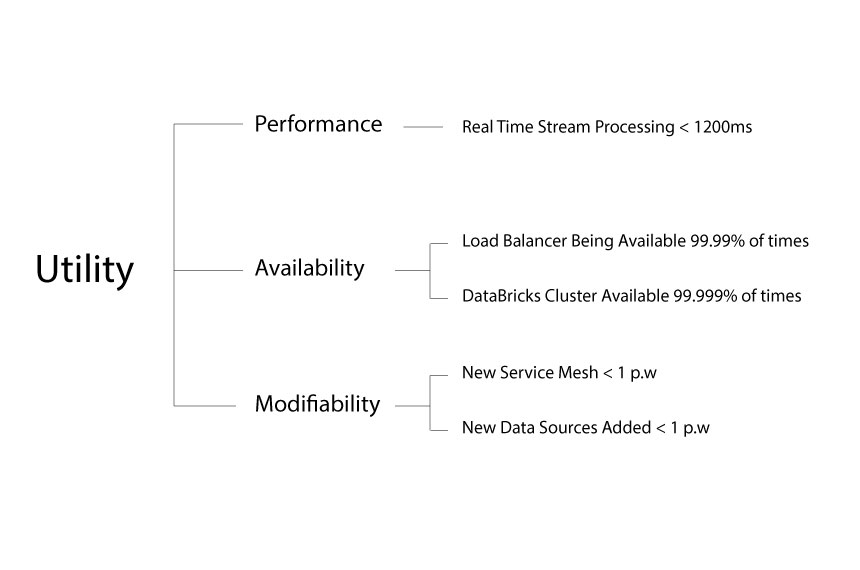 Utility
Performance
Real Time Stream Processing < 1200ms
Availability
Load Balancer Being Available 99.99% of times
DataBricks Cluster Available 99.999% of times
Modifiability
New Service Mesh < 1 p.w
New Data Sources Added < 1 p.w